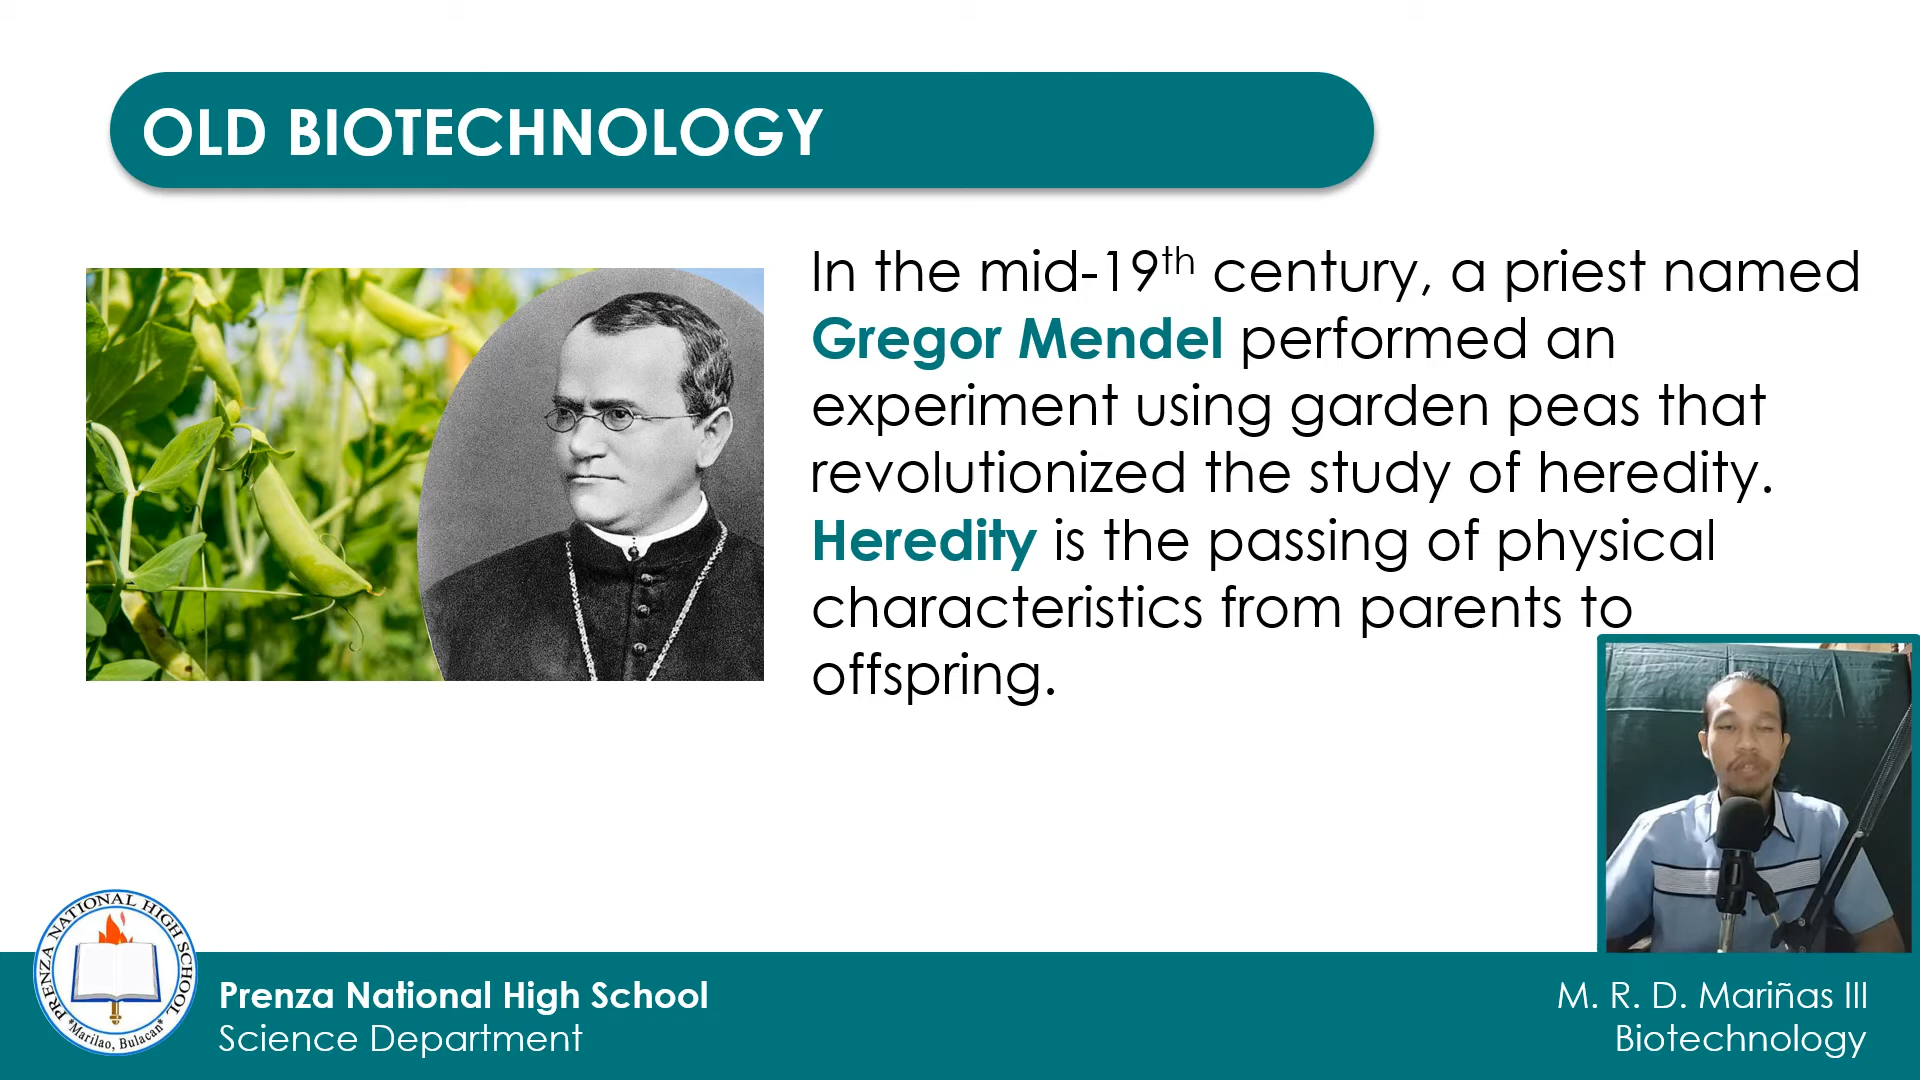 OLD BIOTECHNOLOGY
In the mid-19th century, a priest named
Gregor Mendel performed an
experiment using garden peas that
revolutionized the study of heredity.
Heredity is the passing of physical
characteristics from parents to
offspring.
PRENZA NATIONAL HIGH SCHOOL
*Marilao, Bulacan*
Prenza National High School
Science Department
M. R. D. Mariñas III
Biotechnology